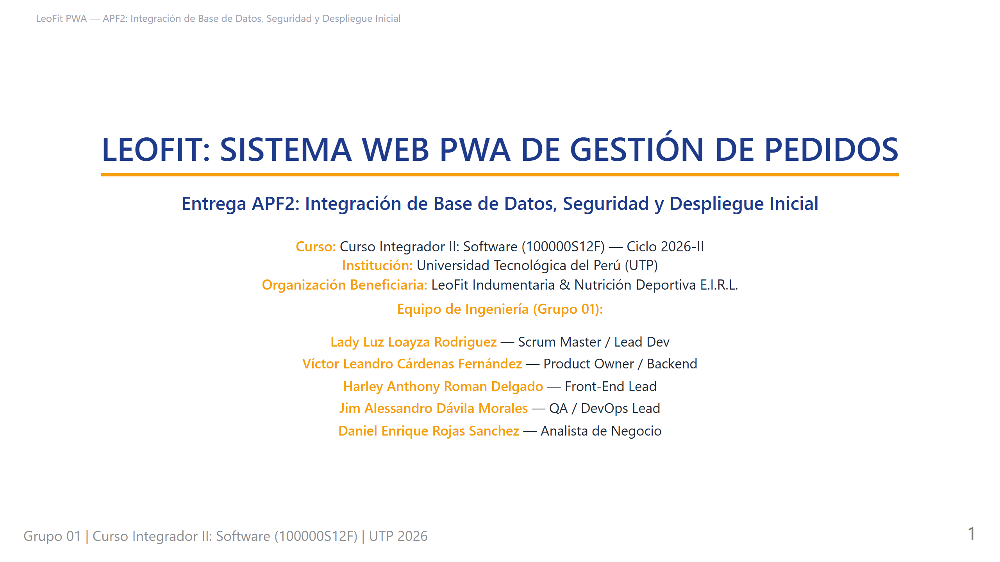 LeoFit PWA — APF2: Integración de Base de Datos, Seguridad y Despliegue Inicial
LEOFIT: SISTEMA WEB PWA DE GESTIÓN DE PEDIDOS
Entrega APF2: Integración de Base de Datos, Seguridad y Despliegue Inicial
Curso: Curso Integrador II: Software (100000S12F) — Ciclo 2026-II
Institución: Universidad Tecnológica del Perú (UTP)
Organización Beneficiaria: LeoFit Indumentaria & Nutrición Deportiva E.I.R.L.
Equipo de Ingeniería (Grupo 01):
Lady Luz Loayza Rodriguez — Scrum Master / Lead Dev
Víctor Leandro Cárdenas Fernández — Product Owner / Backend
Harley Anthony Roman Delgado — Front-End Lead
Jim Alessandro Dávila Morales — QA / DevOps Lead
Daniel Enrique Rojas Sanchez — Analista de Negocio
Grupo 01 | Curso Integrador II: Software (100000S12F) | UTP 2026
1